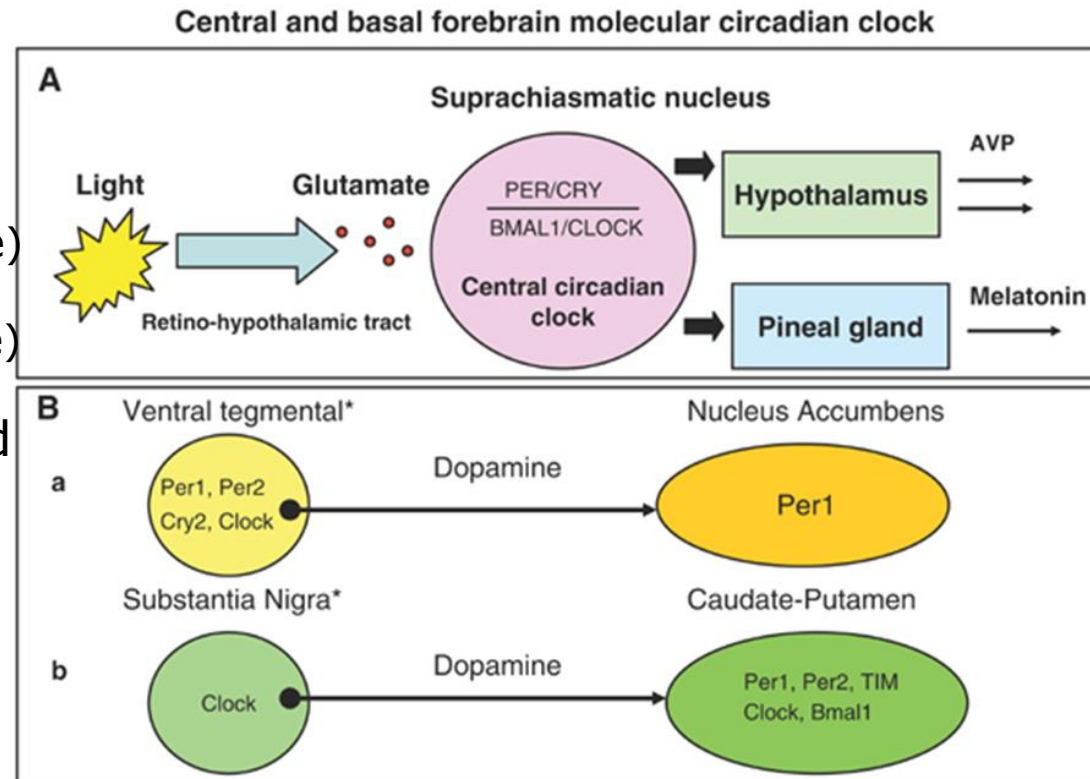 Central and basal forebrain molecular circadian clock
A
Suprachiasmatic nucleus
AVP
Light
Glutamate
PER/CRY
BMAL1/CLOCK
Hypothalamus
e)
Central circadian
clock
Melatonin
Retino-hypothalamic tract
Pineal gland
e)
B
Ventral tegmental*
Nucleus Accumbens
d
a
Per1, Per2
Cry2, Clock
Dopamine
Per1
Substantia Nigra*
Caudate-Putamen
b
Clock
Dopamine
Per1, Per2, TIM
Clock, Bmal1